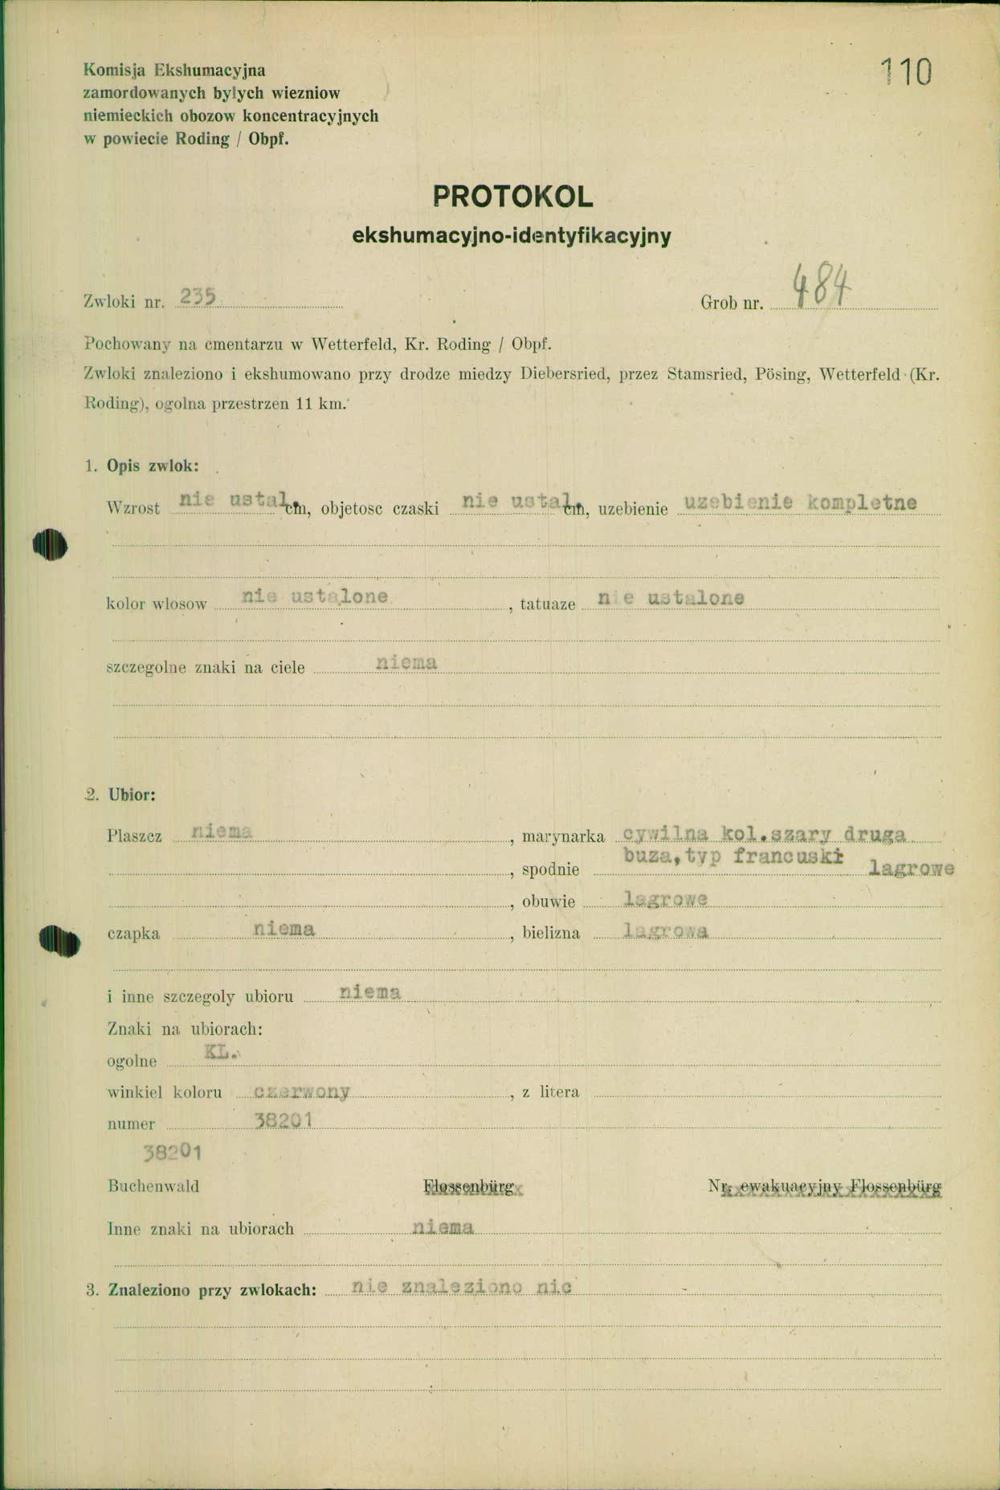 110
Komisja Ekshumacyjna
zamordowanych bylych wiezniow
niemieckich obozow koncentracyjnych
w powiecie Roding / Obpf.
PROTOKOL
ekshumacyjno-identyfikacyjny
Zwloki nr. 235 Grob nr. 484
Pochowany na cmentarzu w Wetterfeld, Kr. Roding / Obpf.
Zwloki znaleziono i ekshumowano przy drodze miedzy Diebersried, przez Stamsried, Pösing, Wetterfeld (Kr.
Roding), ogolna przestrzen 11 km.
1. Opis zwlok:
Wzrost nie ustal. cm, objetosc czaski nie ustal. cm, uzebienie uzebienie kompletne
kolor wlosow nie ustalone, tatuaze nie ustalone
szczegolne znaki na ciele niema
2. Ubior:
Plaszcz niema, marynarka cywilna kol.szary druga
buza,typ francuski
, spodnie lagrowe
, obuwie lagrowe
czapka niema, bielizna lagrowa
i inne szczegoly ubioru niema
Znaki na ubiorach:
ogolne KL.
winkiel koloru czerwony, z litera
numer 38201
38201
Buchenwald Flossenbürg Nr. ewakuacyjny Flossenbürg
Inne znaki na ubiorach niema
3. Znaleziono przy zwlokach: nie znaleziono nic